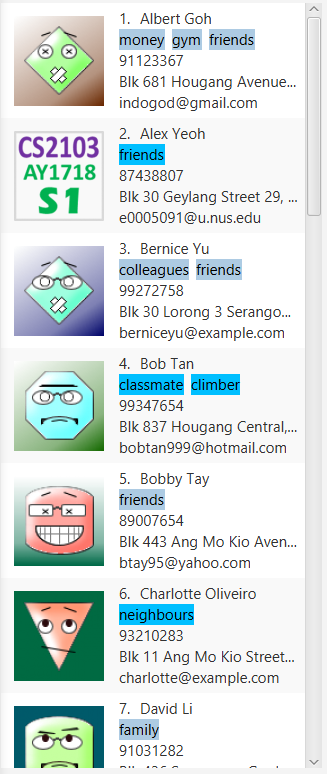 1. Albert Goh
money gym friends
91123367
Blk 681 Hougang Avenue...
indogod@gmail.com
CS2103
AY1718
S1
2. Alex Yeoh
friends
87438807
Blk 30 Geylang Street 29, ...
e0005091@u.nus.edu
3. Bernice Yu
colleagues friends
99272758
Blk 30 Lorong 3 Serango...
berniceyu@example.com
4. Bob Tan
classmate climber
99347654
Blk 837 Hougang Central,...
bobtan999@hotmail.com
5. Bobby Tay
friends
89007654
Blk 443 Ang Mo Kio Aven...
btay95@yahoo.com
6. Charlotte Oliveiro
neighbours
93210283
Blk 11 Ang Mo Kio Street...
charlotte@example.com
7. David Li
family
91031282